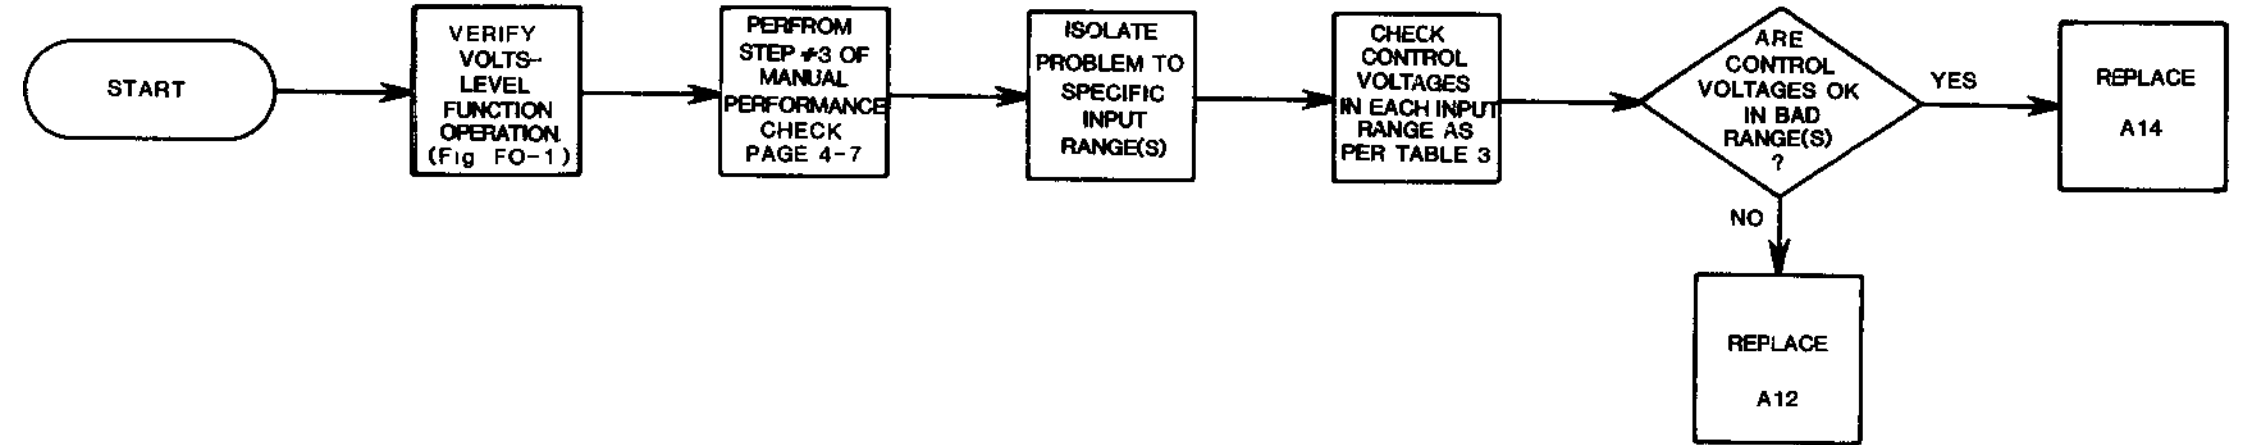 START
VERIFY
VOLTS-
LEVEL
FUNCTION
OPERATION.
(Fig FO-1)
PERFROM
STEP #3 OF
MANUAL
PERFORMANCE
CHECK
PAGE 4-7
ISOLATE
PROBLEM TO
SPECIFIC
INPUT
RANGE(S)
CHECK
CONTROL
VOLTAGES
IN EACH INPUT
RANGE AS
PER TABLE 3
ARE
CONTROL
VOLTAGES OK
IN BAD
RANGE(S)
?
YES
REPLACE
A14
NO
REPLACE
A12